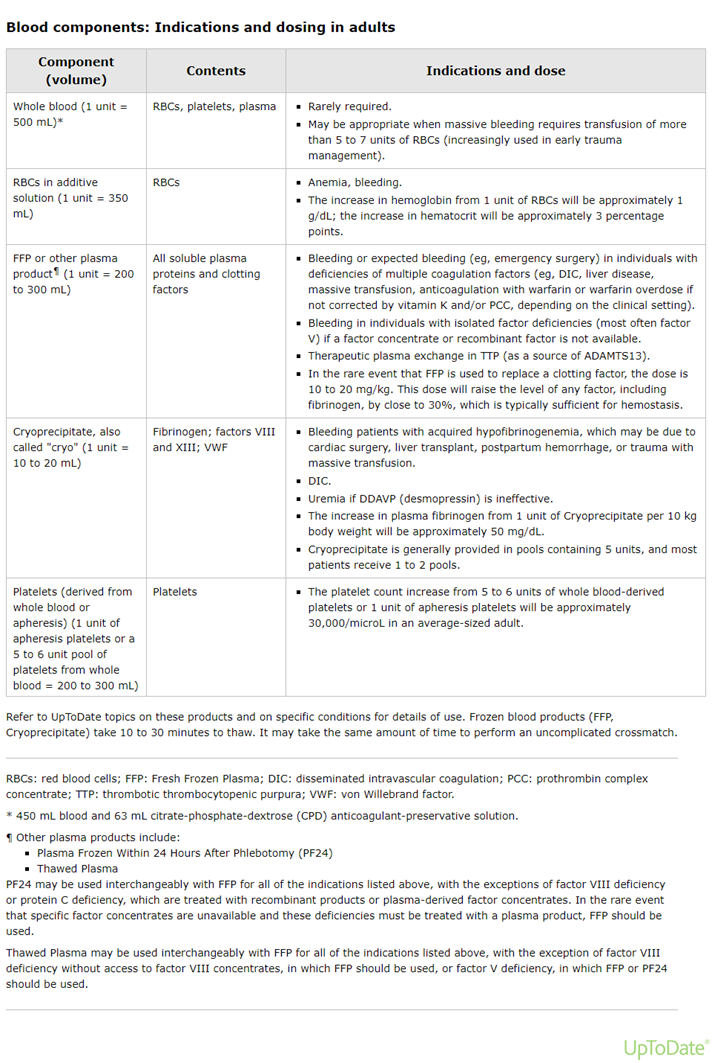 Blood components: Indications and dosing in adults
Component
(volume)
Contents
Indications and dose
Whole blood (1 unit =
500 mL)*
RBCs, platelets, plasma
▪ Rarely required.
▪ May be appropriate when massive bleeding requires transfusion of more
than 5 to 7 units of RBCs (increasingly used in early trauma
management).
RBCs in additive
solution (1 unit = 350
mL)
RBCs
▪ Anemia, bleeding.
▪ The increase in hemoglobin from 1 unit of RBCs will be approximately 1
g/dL; the increase in hematocrit will be approximately 3 percentage
points.
FFP or other plasma
product¶ (1 unit = 200
to 300 mL)
All soluble plasma
proteins and clotting
factors
▪ Bleeding or expected bleeding (eg, emergency surgery) in individuals with
deficiencies of multiple coagulation factors (eg, DIC, liver disease,
massive transfusion, anticoagulation with warfarin or warfarin overdose if
not corrected by vitamin K and/or PCC, depending on the clinical setting).
▪ Bleeding in individuals with isolated factor deficiencies (most often factor
V) if a factor concentrate or recombinant factor is not available.
▪ Therapeutic plasma exchange in TTP (as a source of ADAMTS13).
▪ In the rare event that FFP is used to replace a clotting factor, the dose is
10 to 20 mg/kg. This dose will raise the level of any factor, including
fibrinogen, by close to 30%, which is typically sufficient for hemostasis.
Cryoprecipitate, also
called "cryo" (1 unit =
10 to 20 mL)
Fibrinogen; factors VIII
and XIII; VWF
▪ Bleeding patients with acquired hypofibrinogenemia, which may be due to
cardiac surgery, liver transplant, postpartum hemorrhage, or trauma with
massive transfusion.
▪ DIC.
▪ Uremia if DDAVP (desmopressin) is ineffective.
▪ The increase in plasma fibrinogen from 1 unit of Cryoprecipitate per 10 kg
body weight will be approximately 50 mg/dL.
▪ Cryoprecipitate is generally provided in pools containing 5 units, and most
patients receive 1 to 2 pools.
Platelets (derived from
whole blood or
apheresis) (1 unit of
apheresis platelets or a
5 to 6 unit pool of
platelets from whole
blood = 200 to 300 mL)
Platelets
▪ The platelet count increase from 5 to 6 units of whole blood-derived
platelets or 1 unit of apheresis platelets will be approximately
30,000/microL in an average-sized adult.
Refer to UpToDate topics on these products and on specific conditions for details of use. Frozen blood products (FFP,
Cryoprecipitate) take 10 to 30 minutes to thaw. It may take the same amount of time to perform an uncomplicated crossmatch.
RBCs: red blood cells; FFP: Fresh Frozen Plasma; DIC: disseminated intravascular coagulation; PCC: prothrombin complex
concentrate; TTP: thrombotic thrombocytopenic purpura; VWF: von Willebrand factor.
* 450 mL blood and 63 mL citrate-phosphate-dextrose (CPD) anticoagulant-preservative solution.
¶ Other plasma products include:
▪ Plasma Frozen Within 24 Hours After Phlebotomy (PF24)
▪ Thawed Plasma
PF24 may be used interchangeably with FFP for all of the indications listed above, with the exceptions of factor VIII deficiency
or protein C deficiency, which are treated with recombinant products or plasma-derived factor concentrates. In the rare event
that specific factor concentrates are unavailable and these deficiencies must be treated with a plasma product, FFP should be
used.
Thawed Plasma may be used interchangeably with FFP for all of the indications listed above, with the exception of factor VIII
deficiency without access to factor VIII concentrates, in which FFP should be used, or factor V deficiency, in which FFP or PF24
should be used.
UpToDate®